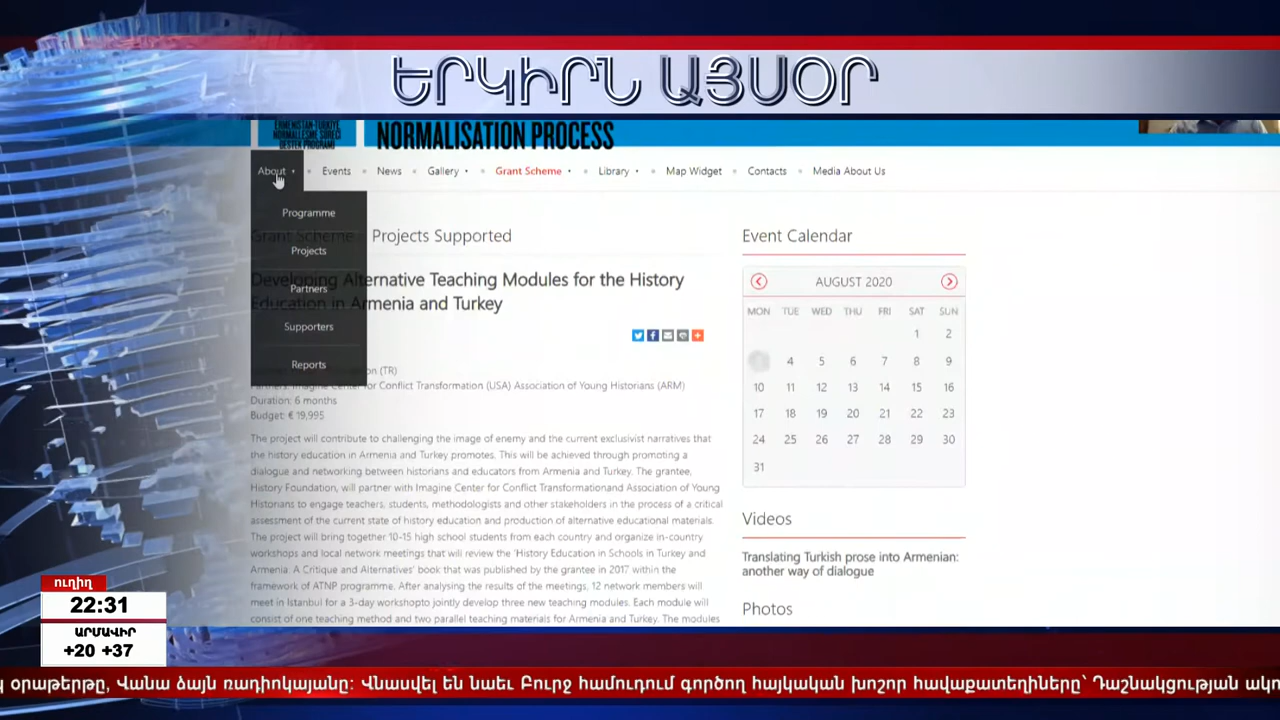 ԵՐԿԻՐՆ ԱՅՍՕՐ
ERMENİSTAN-TÜRKİYE
NORMALLEŞME SÜRECİ
DESTEK PROGRAMI
NORMALISATION PROCESS
About
Events
News
Gallery
Grant Scheme
Library
Map Widget
Contacts
Media About Us
Programme
Projects
Partners
Supporters
Reports
Grant Scheme Projects Supported
Developing Alternative Teaching Modules for the History
Education in Armenia and Turkey
(TR)
Partners: Imagine Center for Conflict Transformation (USA) Association of Young Historians (ARM)
Duration: 6 months
Budget: € 19,995
The project will contribute to challenging the image of enemy and the current exclusivist narratives that
the history education in Armenia and Turkey promotes. This will be achieved through promoting a
dialogue and networking between historians and educators from Armenia and Turkey. The grantee,
History Foundation, will partner with Imagine Center for Conflict Transformationand Association of Young
Historians to engage teachers, students, methodologists and other stakeholders in the process of a critical
assessment of the current state of history education and production of alternative educational materials.
The project will bring together 10-15 high school students from each country and organize in-country
workshops and local network meetings that will review the 'History Education in Schools in Turkey and
Armenia. A Critique and Alternatives' book that was published by the grantee in 2017 within the
framework of ATNP programme. After analysing the results of the meetings, 12 network members will
meet in Istanbul for a 3-day workshopto jointly develop three new teaching modules. Each module will
consist of one teaching method and two parallel teaching materials for Armenia and Turkey. The modules
Event Calendar
AUGUST 2020
MON TUE WED THU FRI SAT SUN
1 2
4 5 6 7 8 9
10 11 12 13 14 15 16
17 18 19 20 21 22 23
24 25 26 27 28 29 30
31
Videos
Translating Turkish prose into Armenian:
another way of dialogue
Photos
ուղիղ
22:31
ԱՐՄԱՎԻՐ
+20 +37
օրաթերթը, Վանա ձայն ռադիոկայանը: Վնասվել են նաեւ Բուրջ համուդում գործող հայկական խոշոր հավաքատեղիները՝ Դաշնակցության ակո